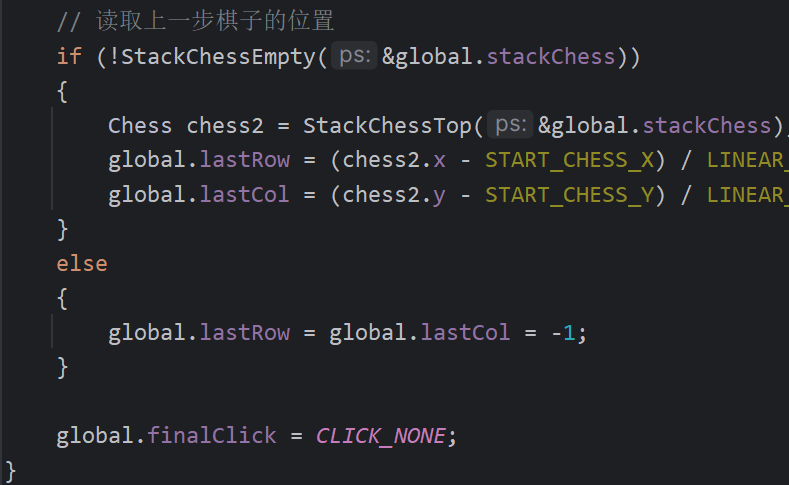 // 读取上一步棋子的位置
if (!StackChessEmpty( ps: &global.stackChess))
{
Chess chess2 = StackChessTop( ps: &global.stackChess)
global.lastRow = (chess2.x - START_CHESS_X) / LINEAR_
global.lastCol = (chess2.y - START_CHESS_Y) / LINEAR_
}
else
{
global.lastRow = global.lastCol = -1;
}
global.finalClick = CLICK_NONE;
}